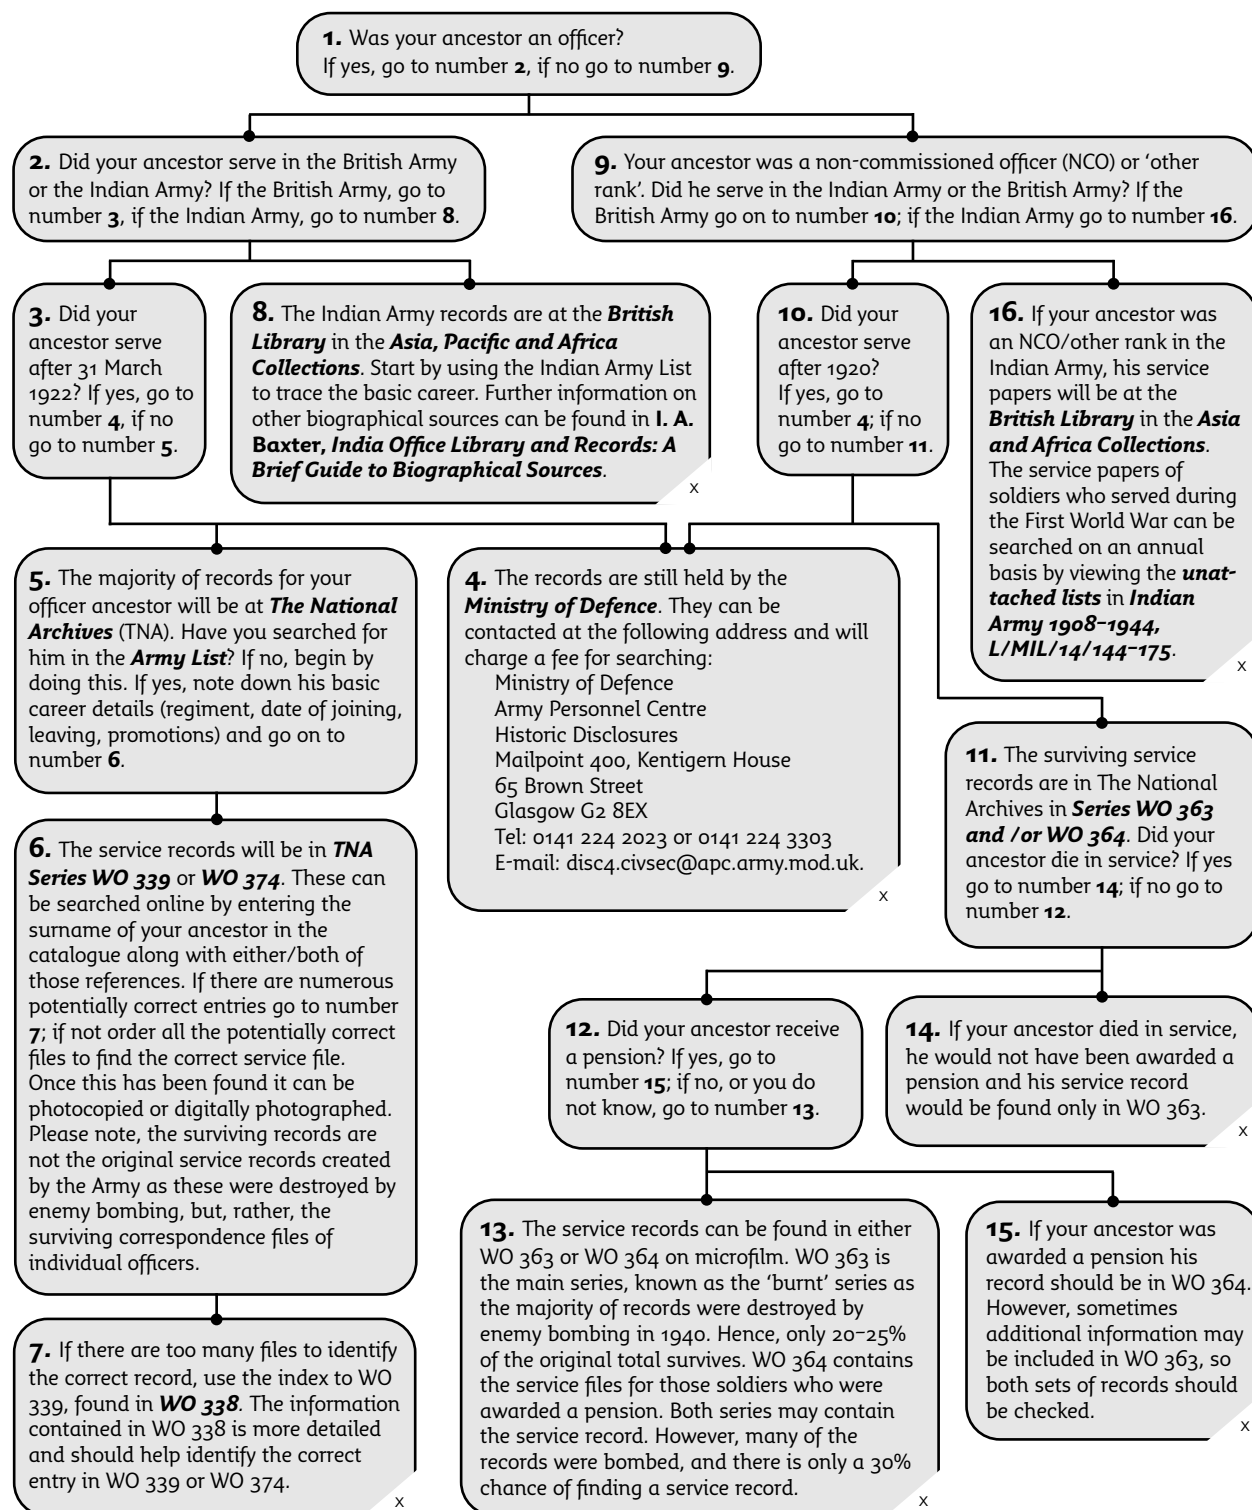 1. Was your ancestor an officer?
If yes, go to number 2, if no go to number 9.
2. Did your ancestor serve in the British Army
or the Indian Army? If the British Army, go to
number 3, if the Indian Army, go to number 8.
9. Your ancestor was a non-commissioned officer (NCO) or ‘other
rank’. Did he serve in the Indian Army or the British Army? If the
British Army go on to number 10; if the Indian Army go to number 16.
3. Did your
ancestor serve
after 31 March
1922? If yes, go to
number 4, if no
go to number 5.
8. The Indian Army records are at the British
Library in the Asia, Pacific and Africa
Collections. Start by using the Indian Army List
to trace the basic career. Further information on
other biographical sources can be found in I. A.
Baxter, India Office Library and Records: A
Brief Guide to Biographical Sources.
x
10. Did your
ancestor serve
after 1920?
If yes, go to
number 4; if no
go to number 11.
16. If your ancestor was
an NCO/other rank in the
Indian Army, his service
papers will be at the
British Library in the Asia
and Africa Collections.
The service papers of
soldiers who served during
the First World War can be
searched on an annual
basis by viewing the unat-
tached lists in Indian
Army 1908–1944,
L/MIL/14/144–175.
x
5. The majority of records for your
officer ancestor will be at The National
Archives (TNA). Have you searched for
him in the Army List? If no, begin by
doing this. If yes, note down his basic
career details (regiment, date of joining,
leaving, promotions) and go on to
number 6.
4. The records are still held by the
Ministry of Defence. They can be
contacted at the following address and will
charge a fee for searching:
Ministry of Defence
Army Personnel Centre
Historic Disclosures
Mailpoint 400, Kentigern House
65 Brown Street
Glasgow G2 8EX
Tel: 0141 224 2023 or 0141 224 3303
E-mail: disc4.civsec@apc.army.mod.uk.
x
11. The surviving service
records are in The National
Archives in Series WO 363
and /or WO 364. Did your
ancestor die in service? If yes
go to number 14; if no go to
number 12.
6. The service records will be in TNA
Series WO 339 or WO 374. These can
be searched online by entering the
surname of your ancestor in the
catalogue along with either/both of
those references. If there are numerous
potentially correct entries go to number
7; if not order all the potentially correct
files to find the correct service file.
Once this has been found it can be
photocopied or digitally photographed.
Please note, the surviving records are
not the original service records created
by the Army as these were destroyed by
enemy bombing, but, rather, the
surviving correspondence files of
individual officers.
12. Did your ancestor receive
a pension? If yes, go to
number 15; if no, or you do
not know, go to number 13.
14. If your ancestor died in service,
he would not have been awarded a
pension and his service record
would be found only in WO 363.
x
13. The service records can be found in either
WO 363 or WO 364 on microfilm. WO 363 is
the main series, known as the ‘burnt’ series as
the majority of records were destroyed by
enemy bombing in 1940. Hence, only 20–25%
of the original total survives. WO 364 contains
the service files for those soldiers who were
awarded a pension. Both series may contain
the service record. However, many of the
records were bombed, and there is only a 30%
chance of finding a service record.
x
15. If your ancestor was
awarded a pension his
record should be in WO 364.
However, sometimes
additional information may
be included in WO 363, so
both sets of records should
be checked.
x
7. If there are too many files to identify
the correct record, use the index to WO
339, found in WO 338. The information
contained in WO 338 is more detailed
and should help identify the correct
entry in WO 339 or WO 374.
x